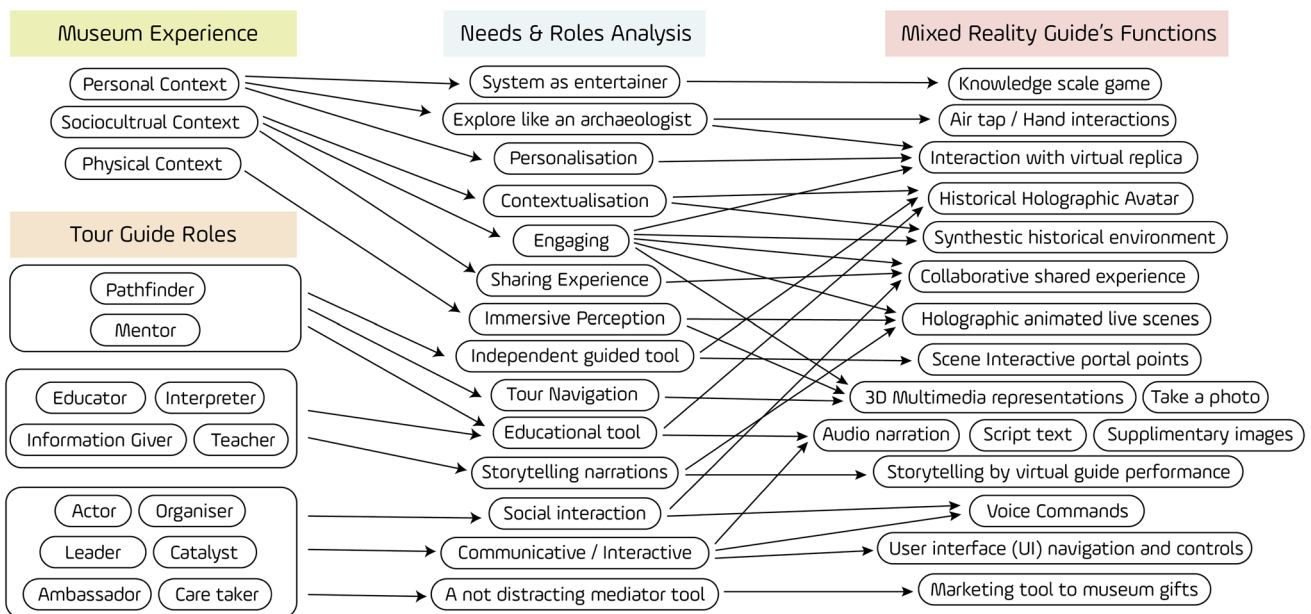 Museum Experience
Personal Context
Sociocultrual Context
Physical Context
Tour Guide Roles
Pathfinder
Mentor
Educator
Interpreter
Information Giver
Teacher
Actor
Organiser
Leader
Catalyst
Ambassador
Care taker
Needs & Roles Analysis
System as entertainer
Explore like an archaeologist
Personalisation
Contextualisation
Engaging
Sharing Experience
Immersive Perception
Independent guided tool
Tour Navigation
Educational tool
Storytelling narrations
Social interaction
Communicative / Interactive
A not distracting mediator tool
Mixed Reality Guide's Functions
Knowledge scale game
Air tap / Hand interactions
Interaction with virtual replica
Historical Holographic Avatar
Synthestic historical environment
Collaborative shared experience
Holographic animated live scenes
Scene Interactive portal points
3D Multimedia representations
Take a photo
Audio narration
Script text
Supplimentary images
Storytelling by virtual guide performance
Voice Commands
User interface (UI) navigation and controls
Marketing tool to museum gifts